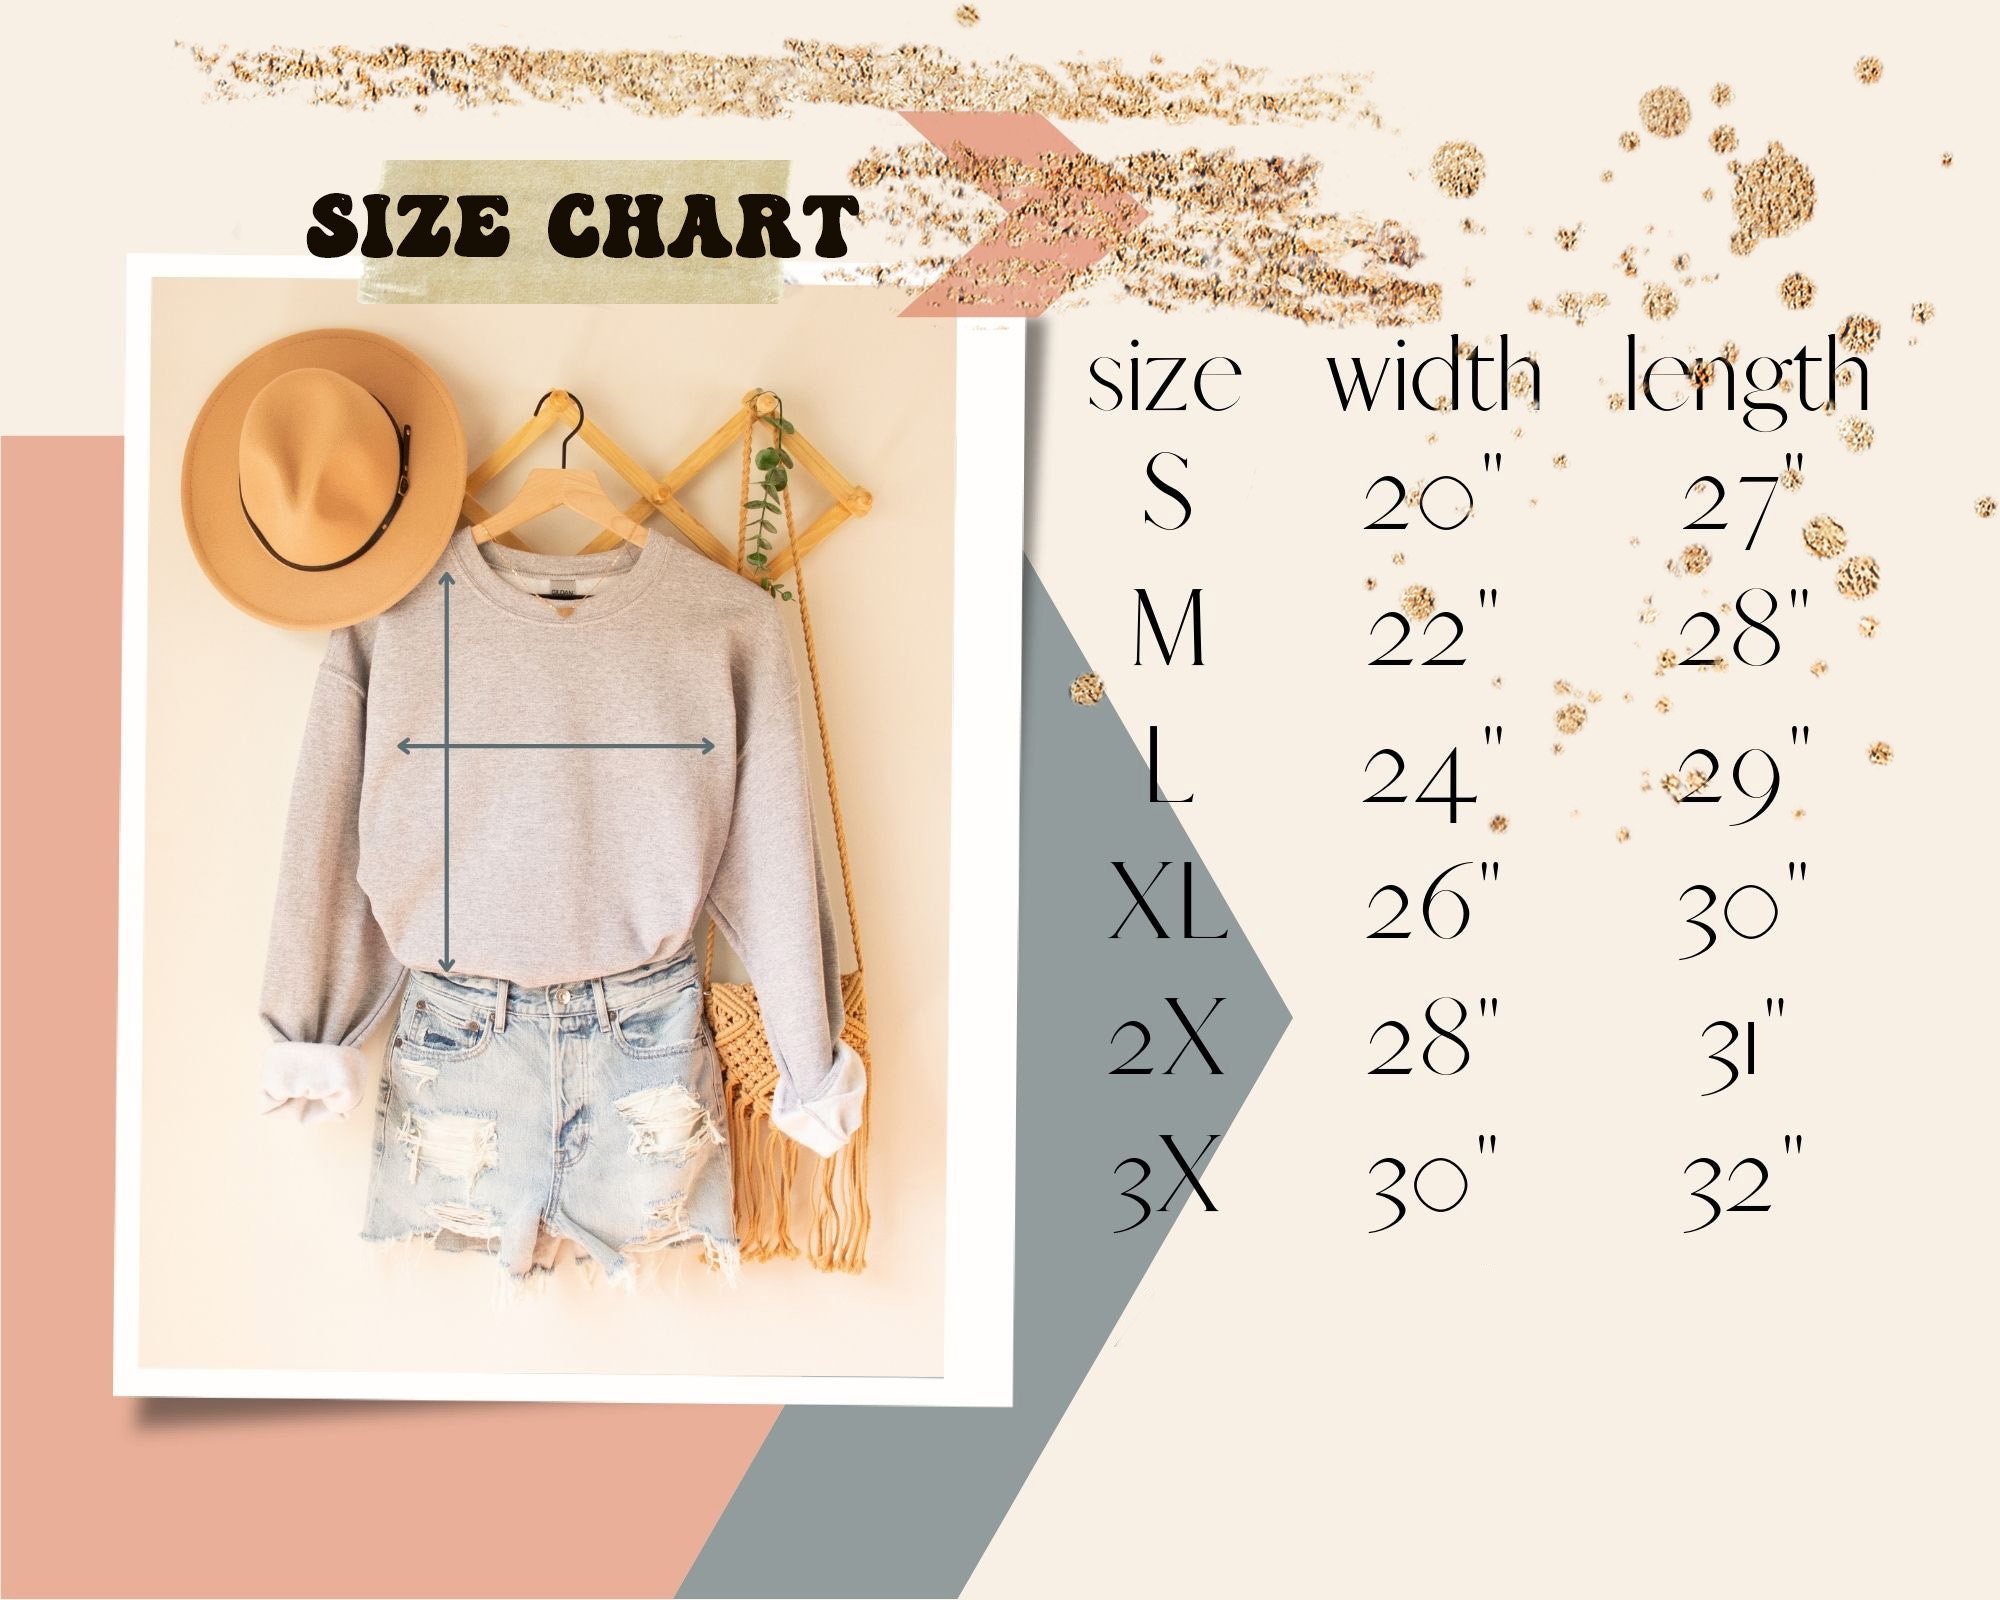 SIZE CHART
size width length
S 20" 27"
M 22" 28"
L 24" 29"
XL 26" 30"
2X 28" 31"
3X 30" 32"